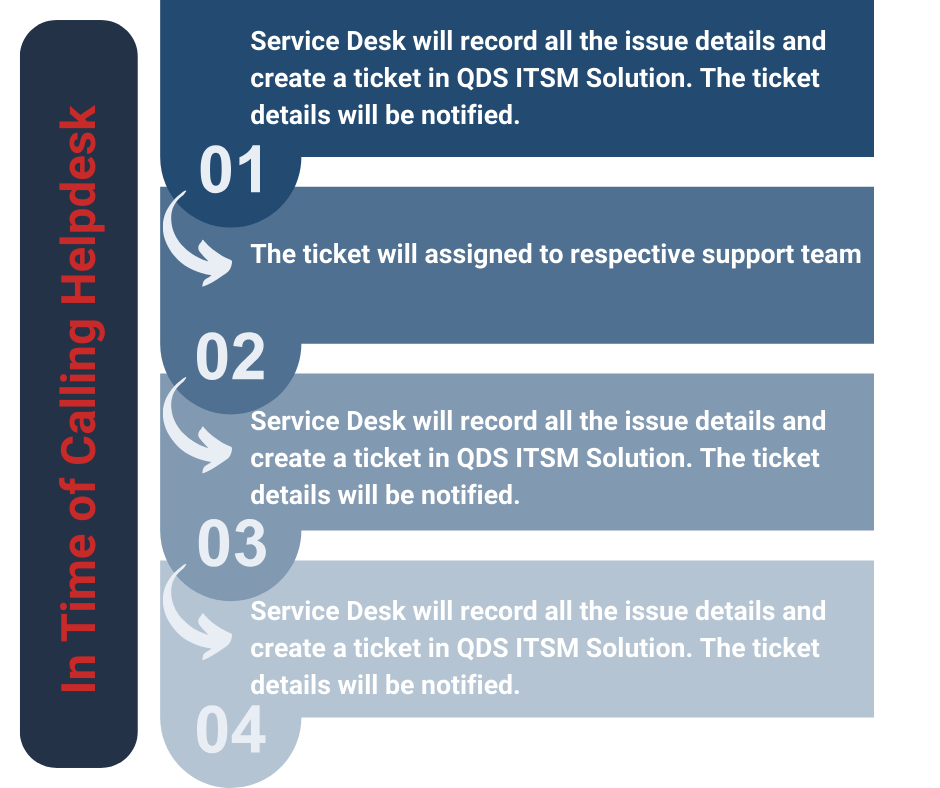 In Time of Calling Helpdesk
Service Desk will record all the issue details and
create a ticket in QDS ITSM Solution. The ticket
details will be notified.
01
The ticket will assigned to respective support team
02
Service Desk will record all the issue details and
create a ticket in QDS ITSM Solution. The ticket
details will be notified.
03
Service Desk will record all the issue details and
create a ticket in QDS ITSM Solution. The ticket
details will be notified.
04